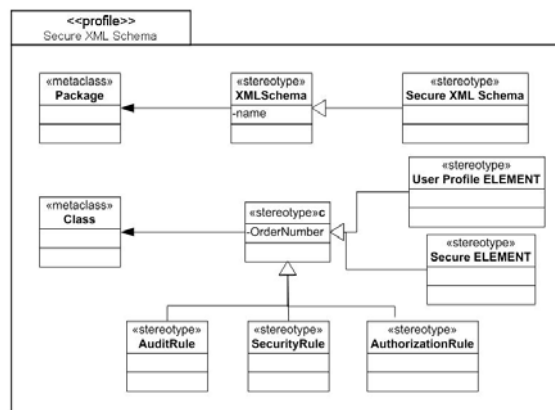 <<profile>>
Secure XML Schema
«metaclass»
Package
«stereotype»
XMLSchema
-name
«stereotype»
Secure XML Schema
«metaclass»
Class
«stereotype»c
-OrderNumber
«stereotype»
User Profile ELEMENT
«stereotype»
Secure ELEMENT
«stereotype»
AuditRule
«stereotype»
SecurityRule
«stereotype»
AuthorizationRule